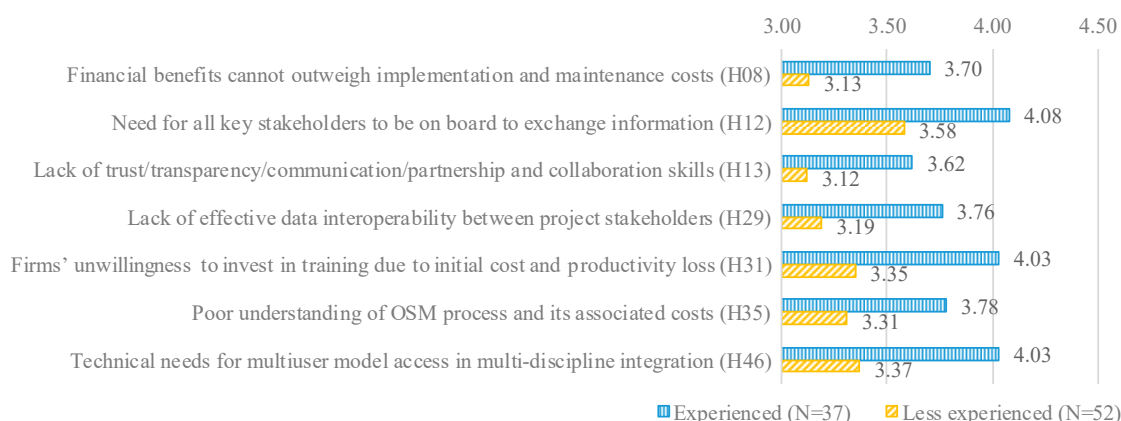 3.00 3.50 4.00 4.50
Financial benefits cannot outweigh implementation and maintenance costs (H08) 3.70
3.13
Need for all key stakeholders to be on board to exchange information (H12) 4.08
3.58
Lack of trust/transparency/communication/partnership and collaboration skills (H13) 3.62
3.12
Lack of effective data interoperability between project stakeholders (H29) 3.76
3.19
Firms’ unwillingness to invest in training due to initial cost and productivity loss (H31) 4.03
3.35
Poor understanding of OSM process and its associated costs (H35) 3.78
3.31
Technical needs for multiuser model access in multi-discipline integration (H46) 4.03
3.37
Experienced (N=37) Less experienced (N=52)